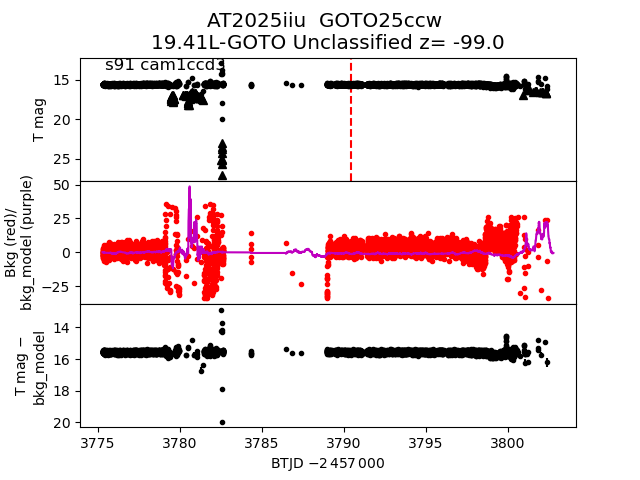 AT2025iiu  GOTO25ccw
19.41L-GOTO Unclassified z= -99.0
s91 cam1ccd3
T mag
15
20
25
Bkg (red)/
bkg_model (purple)
50
25
0
−25
T mag −
bkg_model
14
16
18
20
3775
3780
3785
3790
3795
3800
BTJD −2 457 000